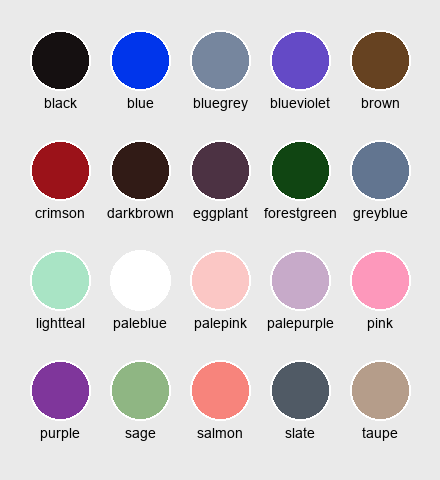 black blue bluegrey blueviolet brown
crimson darkbrown eggplant forestgreen greyblue
lightteal paleblue palepink palepurple pink
purple sage salmon slate taupe